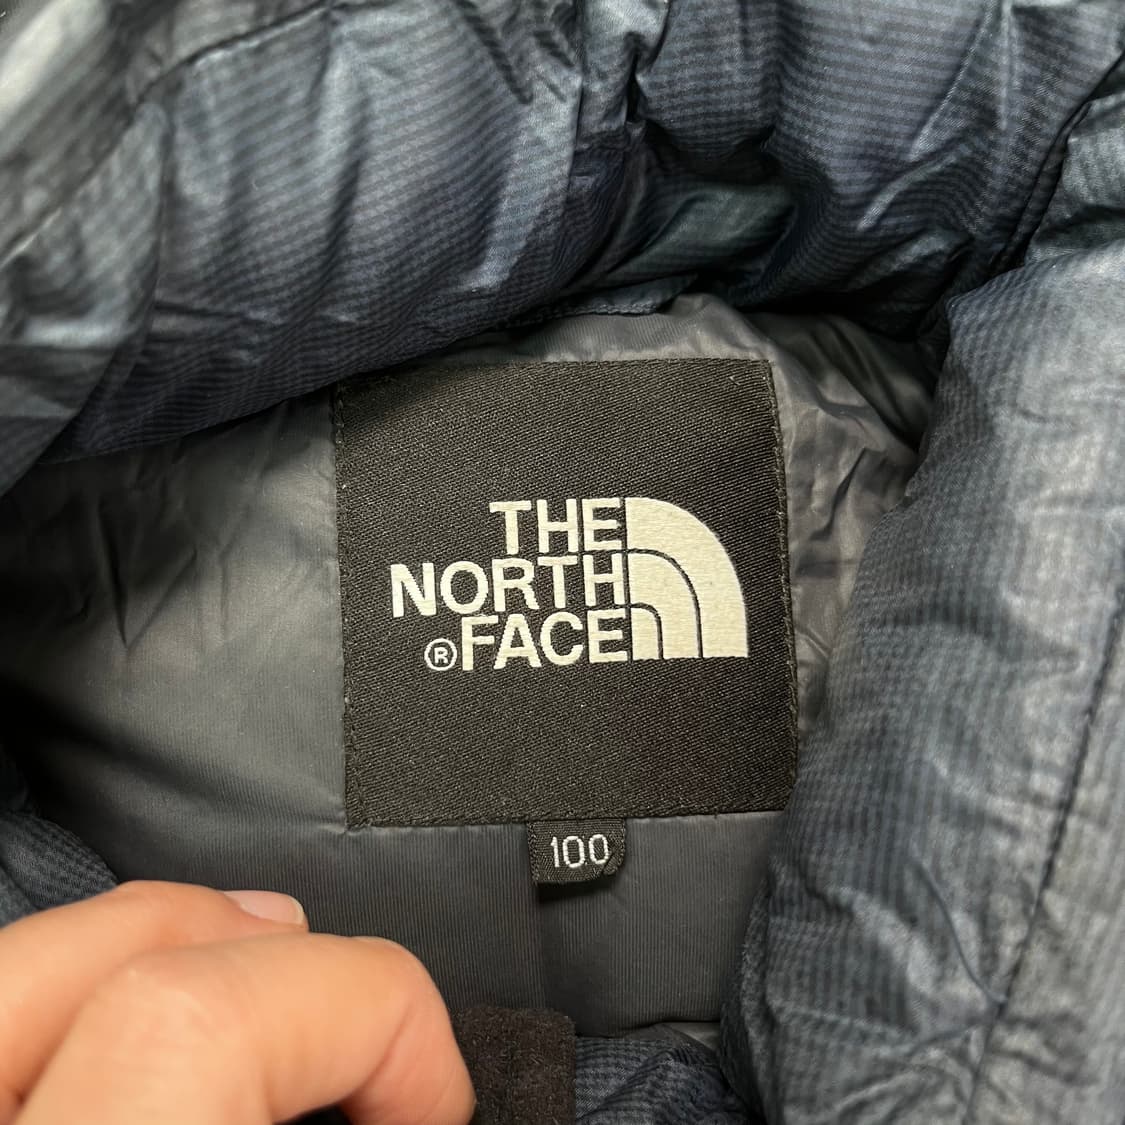 THE
NORTH
® FACE
100